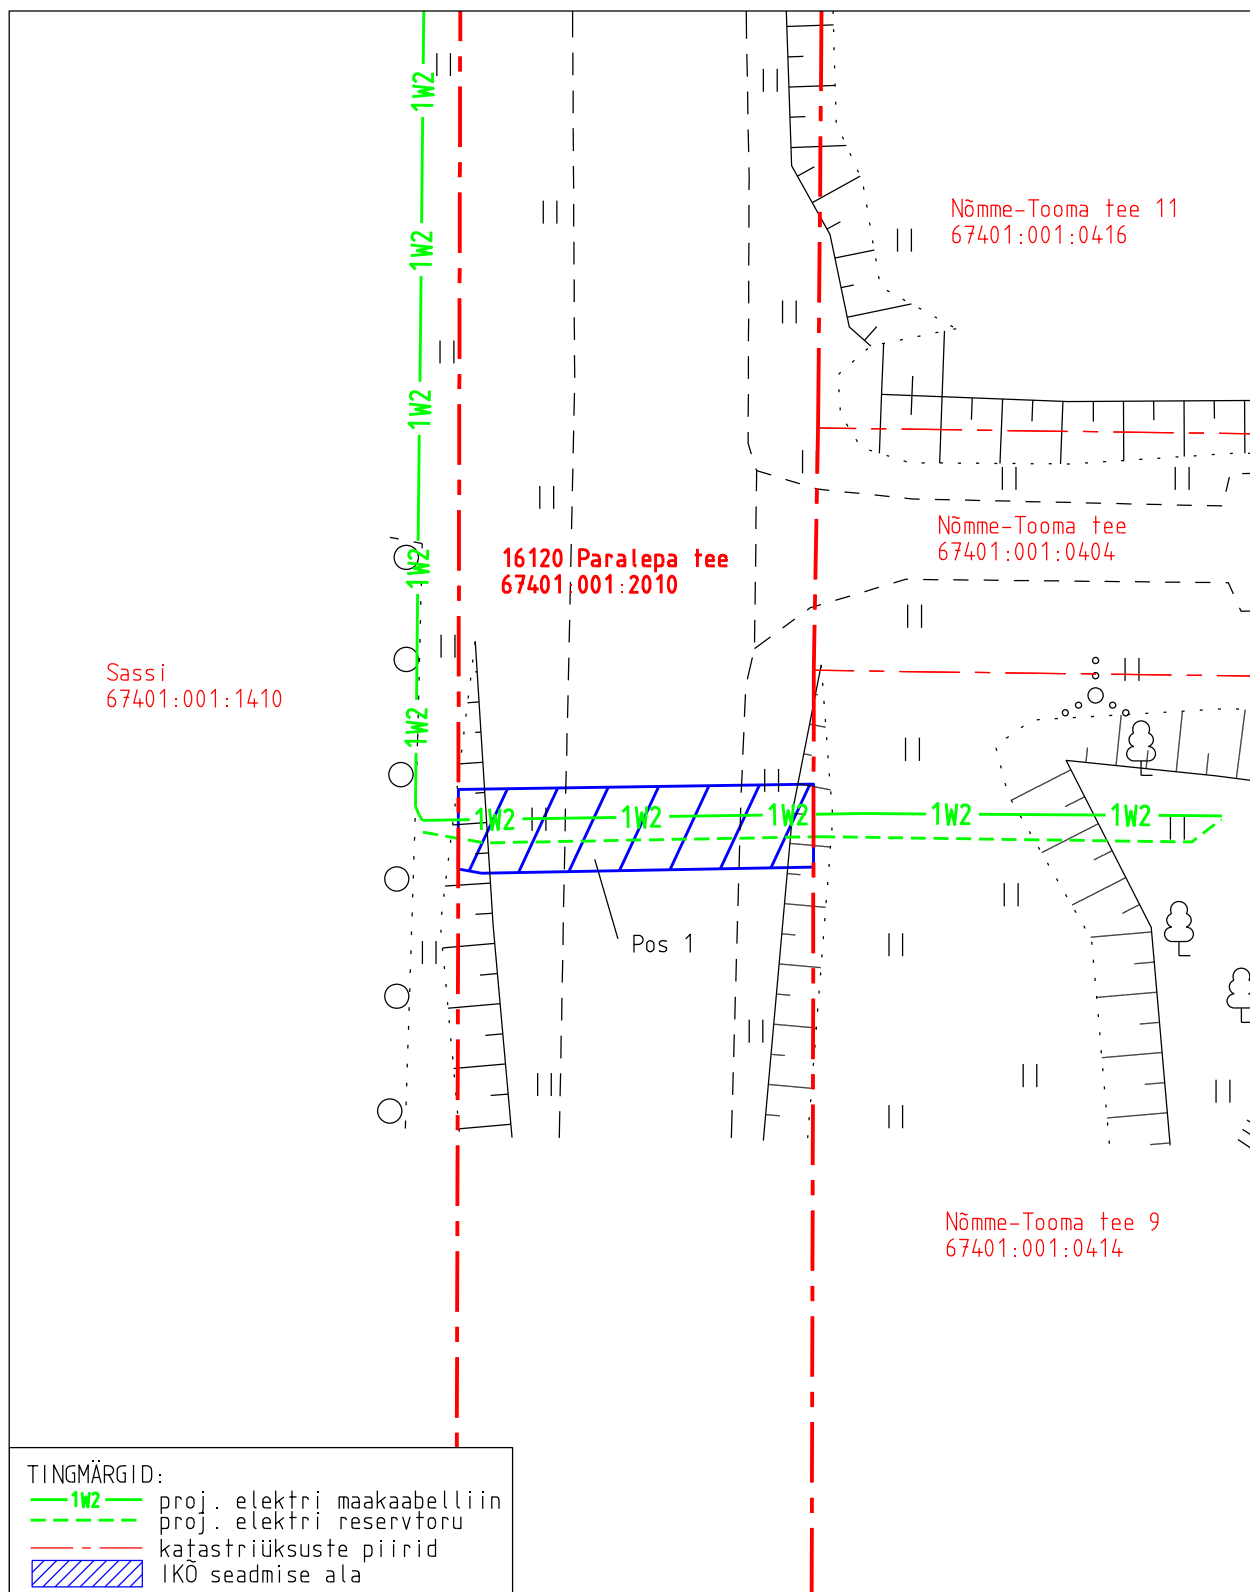 1W2
Nõmme-Tooma tee 11
67401:001:0416
1W2
1W2
Nõmme-Tooma tee
67401:001:0404
16120 Paralepa tee
67401:001:2010
1W2
Sassi
67401:001:1410
1W2
1W2 1W2 1W2 1W2 1W2
Pos 1
Nõmme-Tooma tee 9
67401:001:0414
TINGMÄRGID:
1W2 proj. elektri maakaabelliin
proj. elektri reservtoru
katastriüksuste piirid
IKÕ seadmise ala